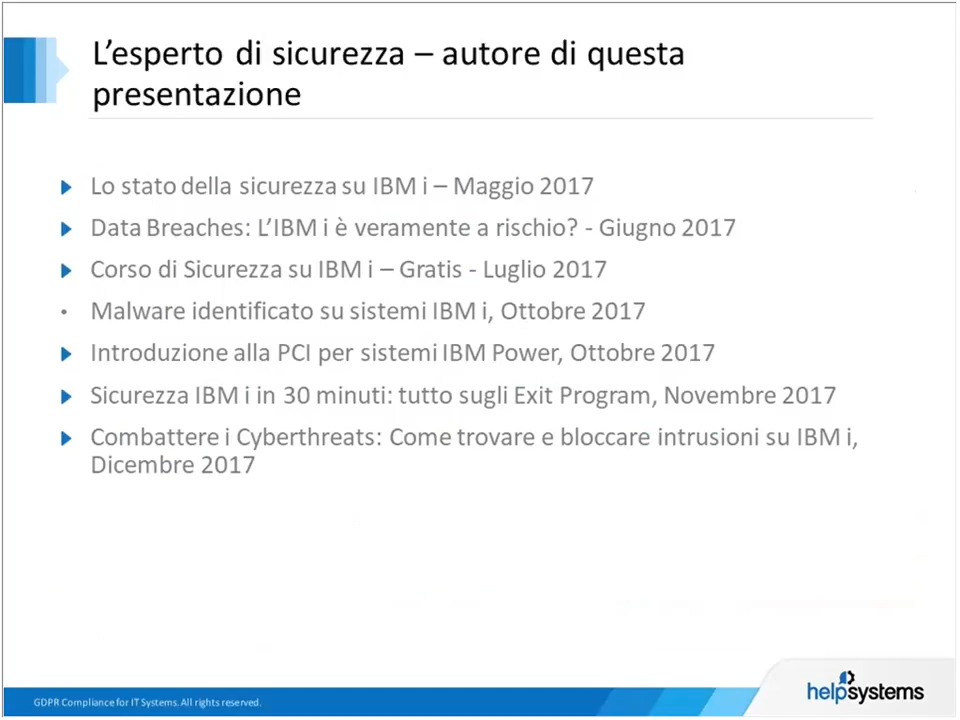 L’esperto di sicurezza – autore di questa
presentazione
Lo stato della sicurezza su IBM i – Maggio 2017
Data Breaches: L’IBM i è veramente a rischio? - Giugno 2017
Corso di Sicurezza su IBM i – Gratis - Luglio 2017
Malware identificato su sistemi IBM i, Ottobre 2017
Introduzione alla PCI per sistemi IBM Power, Ottobre 2017
Sicurezza IBM i in 30 minuti: tutto sugli Exit Program, Novembre 2017
Combattere i Cyberthreats: Come trovare e bloccare intrusioni su IBM i,
Dicembre 2017
GDPR Compliance for IT Systems. All rights reserved.
helpsystems